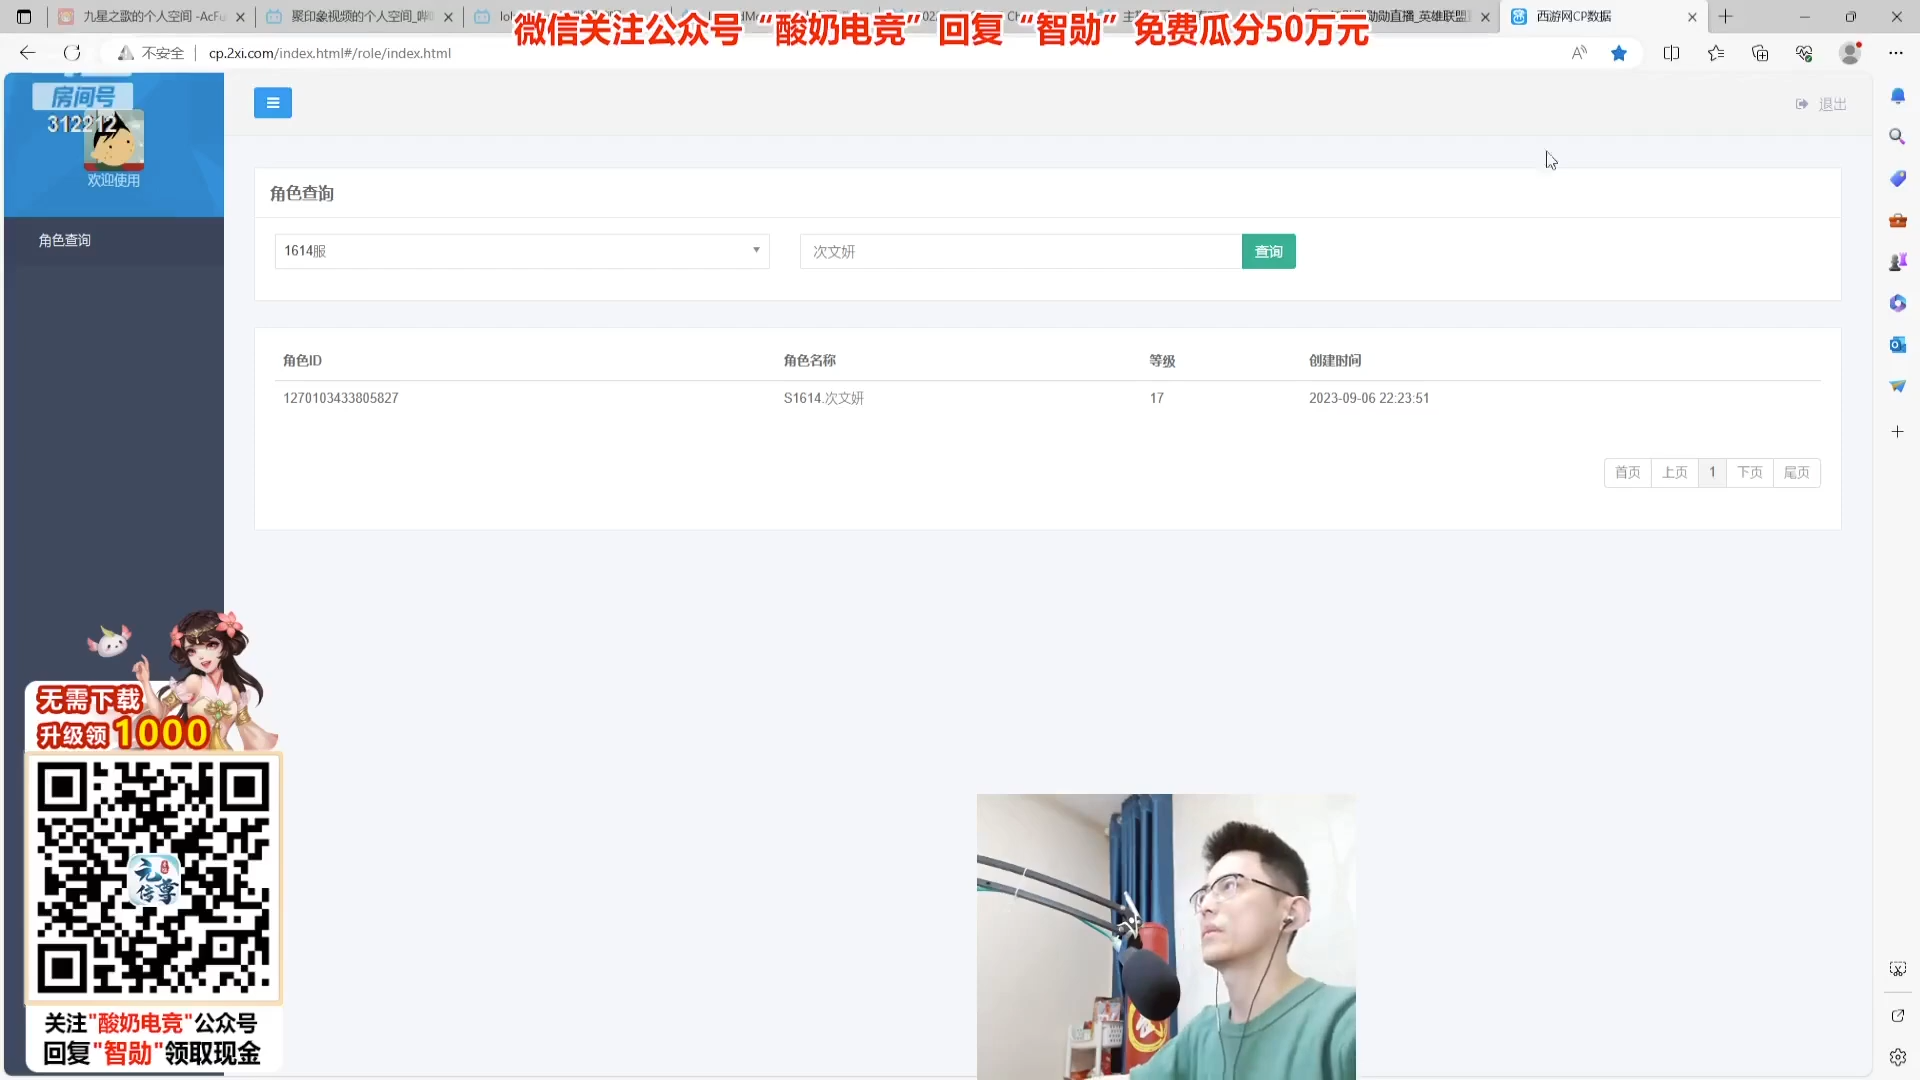 九星之歌的个人空间 -AcFu
聚印象视频的个人空间_哔
西游网CP数据
微信关注公众号“酸奶电竞”回复“智勋”免费瓜分50万元
不安全
cp.2xi.com/index.html#/role/index.html
房间号
312212
欢迎使用
退出
角色查询
角色查询
1614服
次文妍
查询
角色ID
角色名称
等级
创建时间
1270103433805827
S1614.次文妍
17
2023-09-06 22:23:51
首页
上页
1
下页
尾页
无需下载
升级领1000
元尊
关注"酸奶电竞"公众号
回复"智勋"领取现金